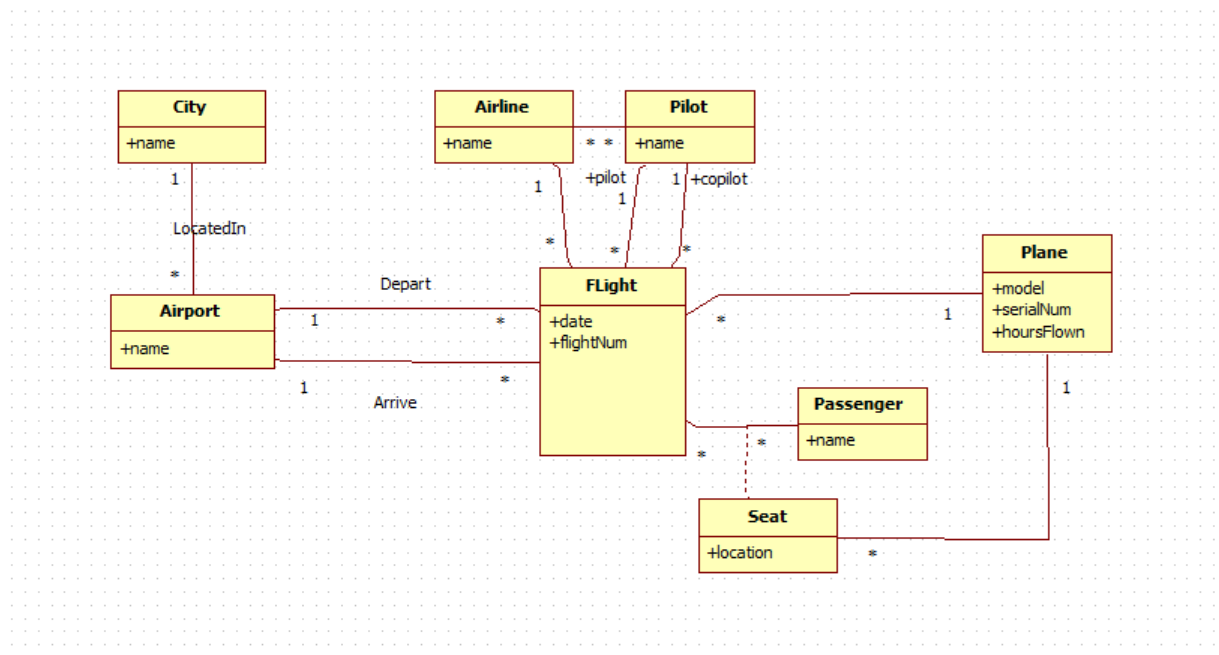 City
+name
1
LocatedIn
*
Airport
+name
Airline
+name
* *
Pilot
+name
1
*
+pilot
1
*
1 +copilot
*
Depart
1
*
1
*
Arrive
FLight
+date
+flightNum
*
1
Plane
+model
+serialNum
+hoursFlown
1
Passenger
+name
*
*
Seat
+location
*